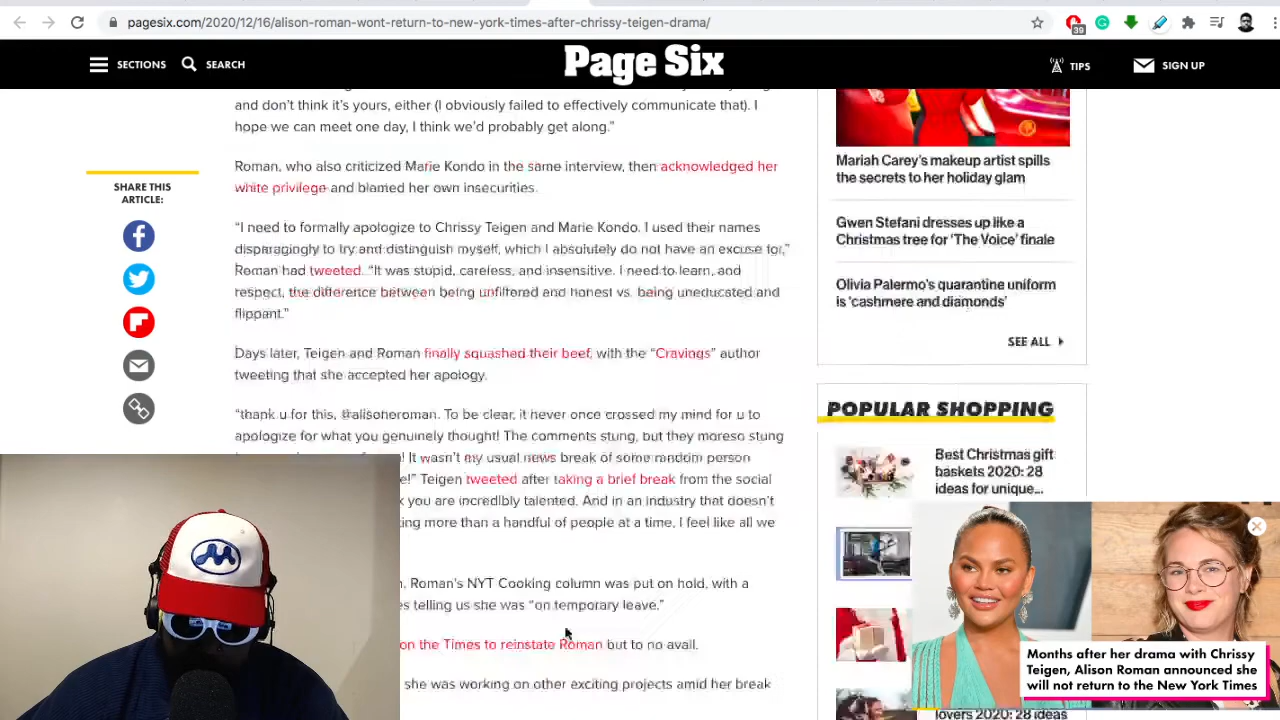 pagesix.com/2020/12/16/alison-roman-wont-return-to-new-york-times-after-chrissy-teigen-drama/
39
SECTIONS
SEARCH
Page Six
TIPS
SIGN UP
and don't think it's yours, either (I obviously failed to effectively communicate that). I
hope we can meet one day, I think we'd probably get along."
Roman, who also criticized Marie Kondo in the same interview, then acknowledged her
white privilege and blamed her own insecurities.
"I need to formally apologize to Chrissy Teigen and Marie Kondo. I used their names
disparagingly to try and distinguish myself, which I absolutely do not have an excuse for,"
Roman had tweeted. "It was stupid, careless, and insensitive. I need to learn, and
respect, the difference between being unfiltered and honest vs. being uneducated and
flippant."
Days later, Teigen and Roman finally squashed their beef, with the "Cravings" author
tweeting that she accepted her apology.
"thank u for this, @alisoneroman. To be clear, it never once crossed my mind for u to
apologize for what you genuinely thought! The comments stung, but they moreso stung
! It wasn't my usual news break of some random person
e!" Teigen tweeted after taking a brief break from the social
k you are incredibly talented. And in an industry that doesn't
ting more than a handful of people at a time, I feel like all we
n, Roman's NYT Cooking column was put on hold, with a
es telling us she was "on temporary leave."
on the Times to reinstate Roman but to no avail.
she was working on other exciting projects amid her break
SHARE THIS
ARTICLE:
Mariah Carey's makeup artist spills
the secrets to her holiday glam
Gwen Stefani dresses up like a
Christmas tree for 'The Voice' finale
Olivia Palermo's quarantine uniform
is 'cashmere and diamonds'
SEE ALL
POPULAR SHOPPING
Best Christmas gift
baskets 2020: 28
ideas for unique...
Months after her drama with Chrissy
Teigen, Alison Roman announced she
will not return to the New York Times
lovers 2020: 28 ideas
M